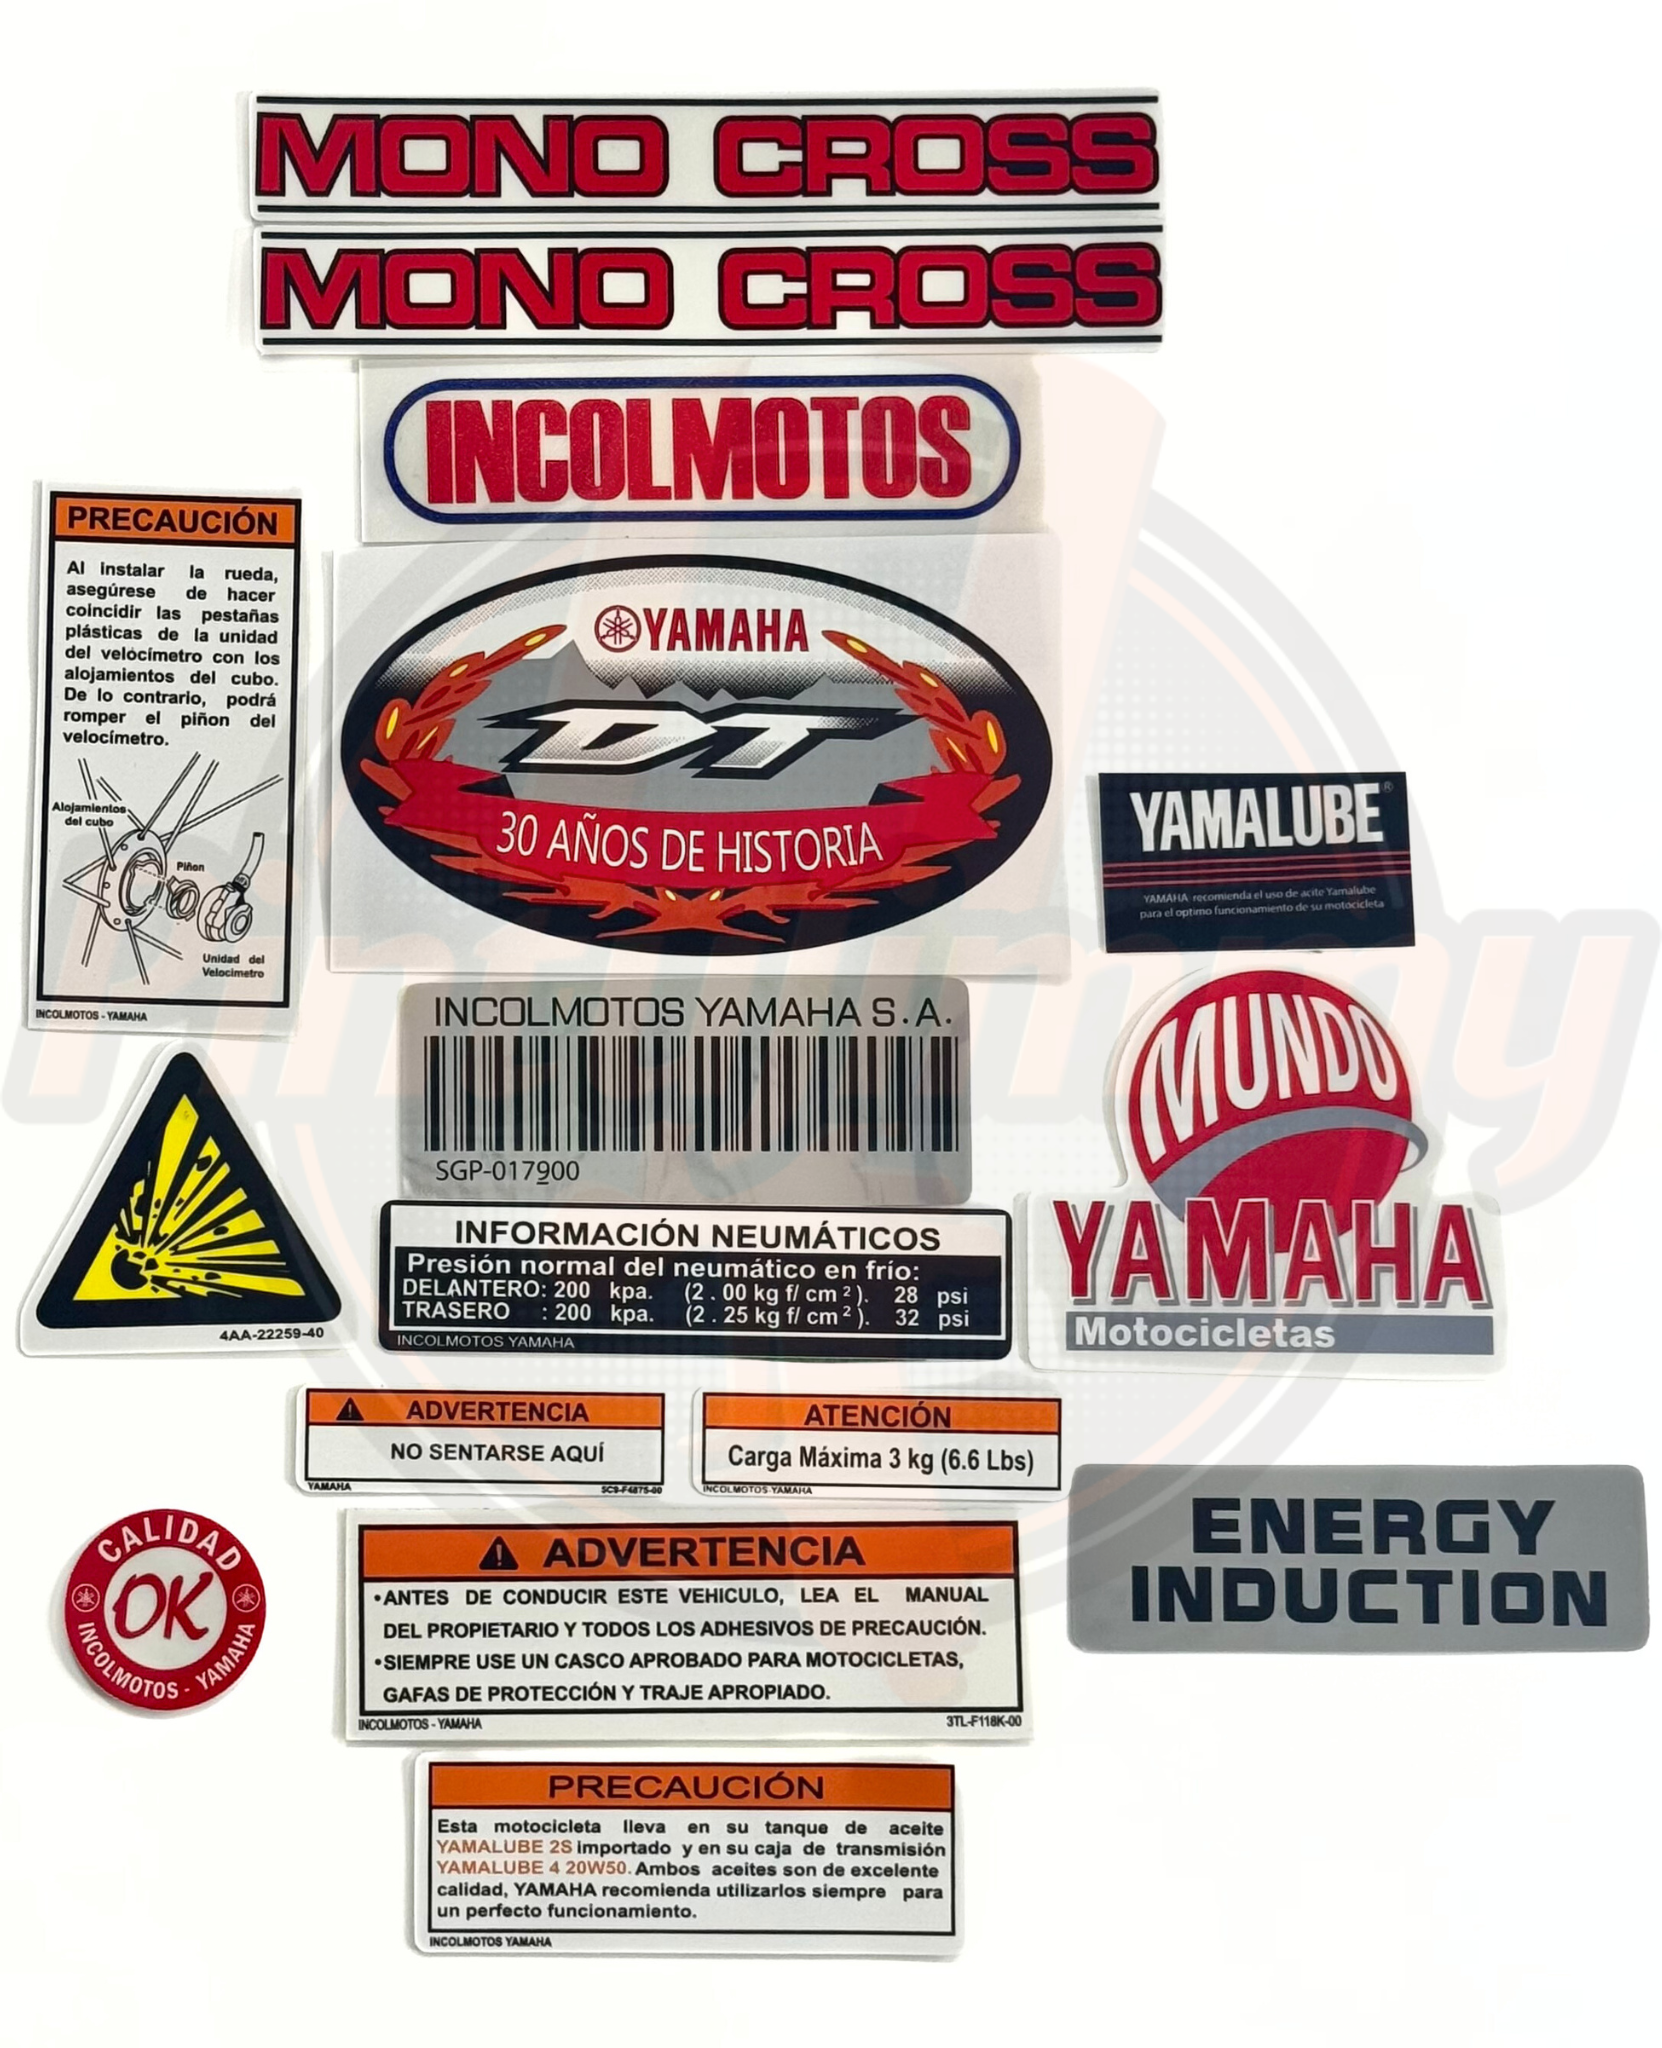 MONO CROSS
MONO CROSS
INCOLMOTOS
PRECAUCIÓN
Al instalar la rueda,
asegúrese de hacer
coincidir las pestañas
plásticas de la unidad
del velocímetro con los
alojamientos del cubo.
De lo contrario, podrá
romper el piñon del
velocímetro.
Alojamientos
del cubo
Piñon
Unidad del
Velocimetro
INCOLMOTOS - YAMAHA
YAMAHA
DT
30 AÑOS DE HISTORIA
YAMALUBE®
YAMAHA recomienda el uso de acite Yamalube
para el optimo funcionamiento de su motocicleta
INCOLMOTOS YAMAHA S.A.
SGP-017900
MUNDO
YAMAHA
Motocicletas
4AA-22259-40
INFORMACIÓN NEUMÁTICOS
Presión normal del neumático en frío:
DELANTERO: 200 kpa. (2 . 00 kg f/ cm ² ). 28 psi
TRASERO : 200 kpa. (2 . 25 kg f/ cm ² ). 32 psi
INCOLMOTOS YAMAHA
ADVERTENCIA
NO SENTARSE AQUÍ
YAMAHA 5C9-F4875-00
ATENCIÓN
Carga Máxima 3 kg (6.6 Lbs)
INCOLMOTOS-YAMAHA
ENERGY
INDUCTION
CALIDAD
OK
INCOLMOTOS - YAMAHA
ADVERTENCIA
•ANTES DE CONDUCIR ESTE VEHICULO, LEA EL MANUAL
DEL PROPIETARIO Y TODOS LOS ADHESIVOS DE PRECAUCIÓN.
•SIEMPRE USE UN CASCO APROBADO PARA MOTOCICLETAS,
GAFAS DE PROTECCIÓN Y TRAJE APROPIADO.
INCOLMOTOS - YAMAHA 3TL-F118K-00
PRECAUCIÓN
Esta motocicleta lleva en su tanque de aceite
YAMALUBE 2S importado y en su caja de transmisión
YAMALUBE 4 20W50. Ambos aceites son de excelente
calidad, YAMAHA recomienda utilizarlos siempre para
un perfecto funcionamiento.
INCOLMOTOS YAMAHA